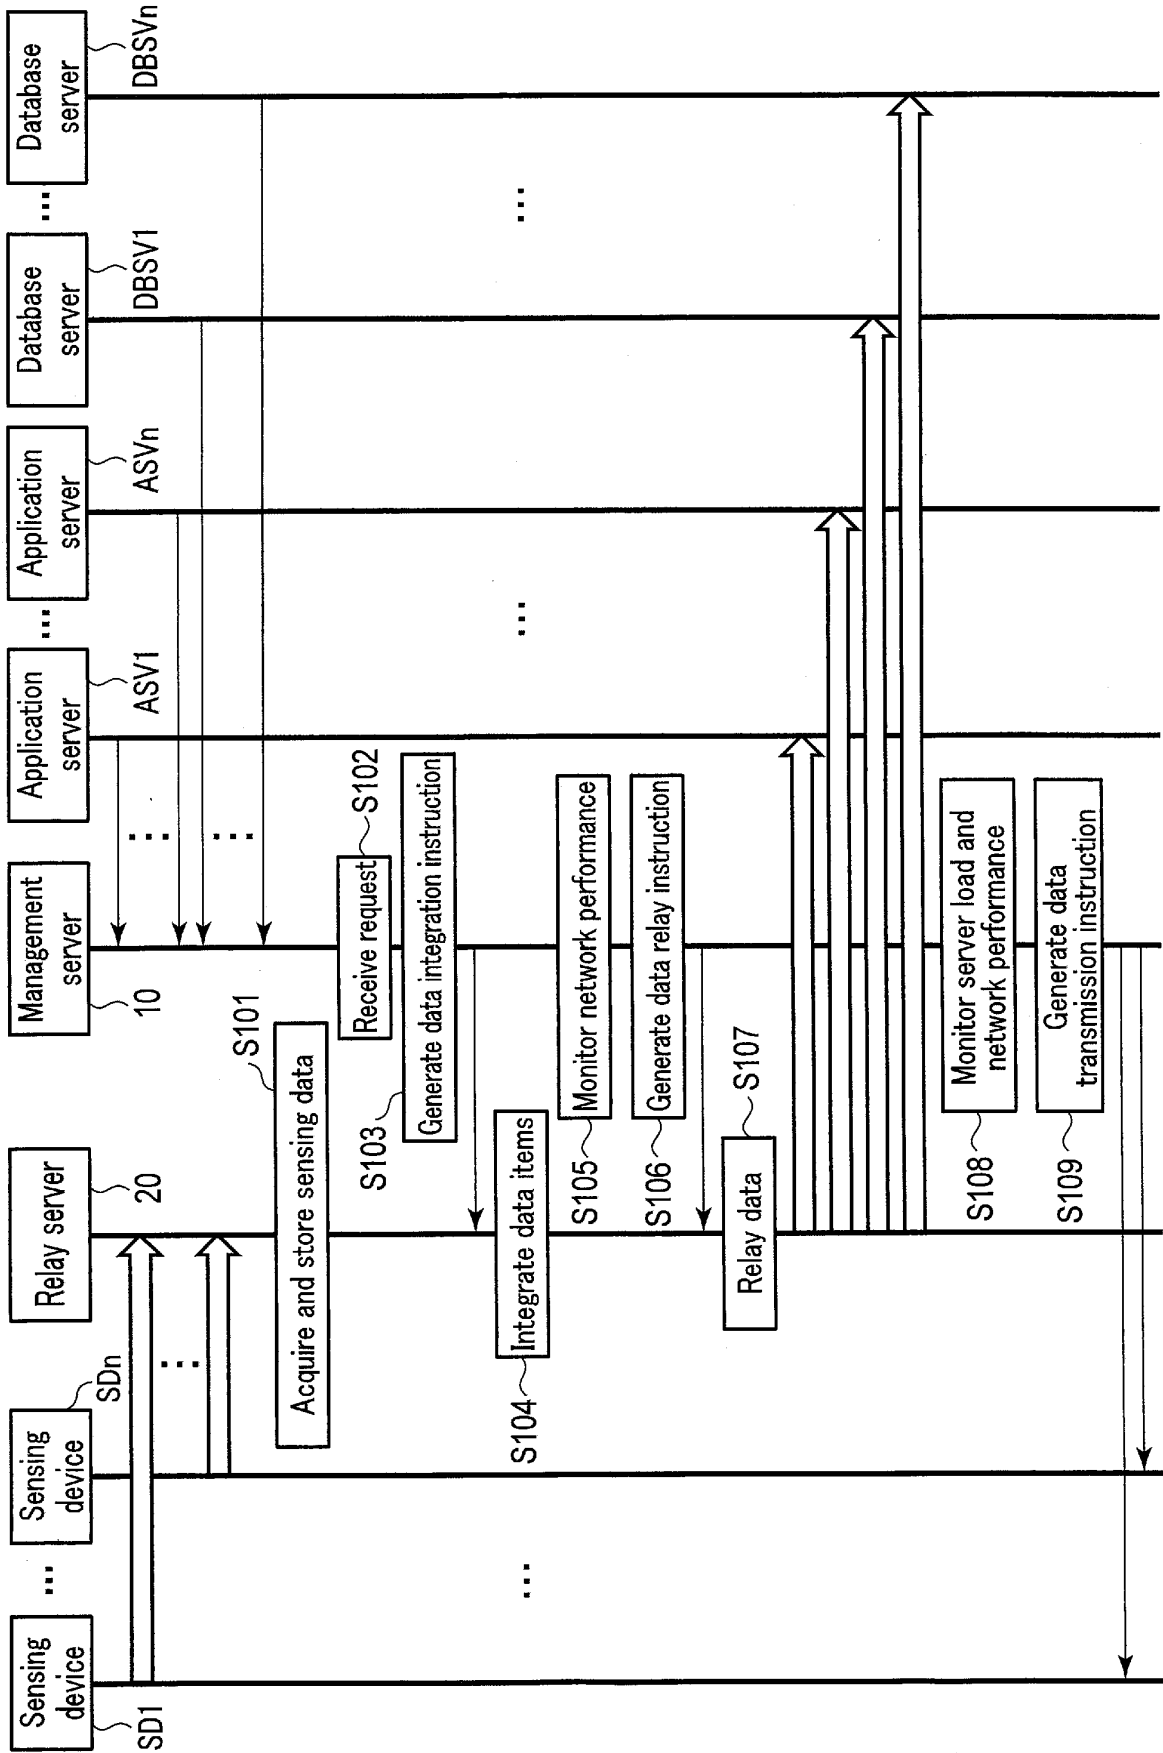 Sensing
device
SD1
...
Sensing
device
SDn
Relay server
20
Management
server
10
Application
server
ASV1
...
Application
server
ASVn
Database
server
DBSV1
...
Database
server
DBSVn
...
...
...
Acquire and store sensing data
S101
Receive request
S102
S103
Generate data integration instruction
S104
Integrate data items
...
...
...
S105
Monitor network performance
S106
Generate data relay instruction
Relay data
S107
S108
Monitor server load and
network performance
S109
Generate data
transmission instruction